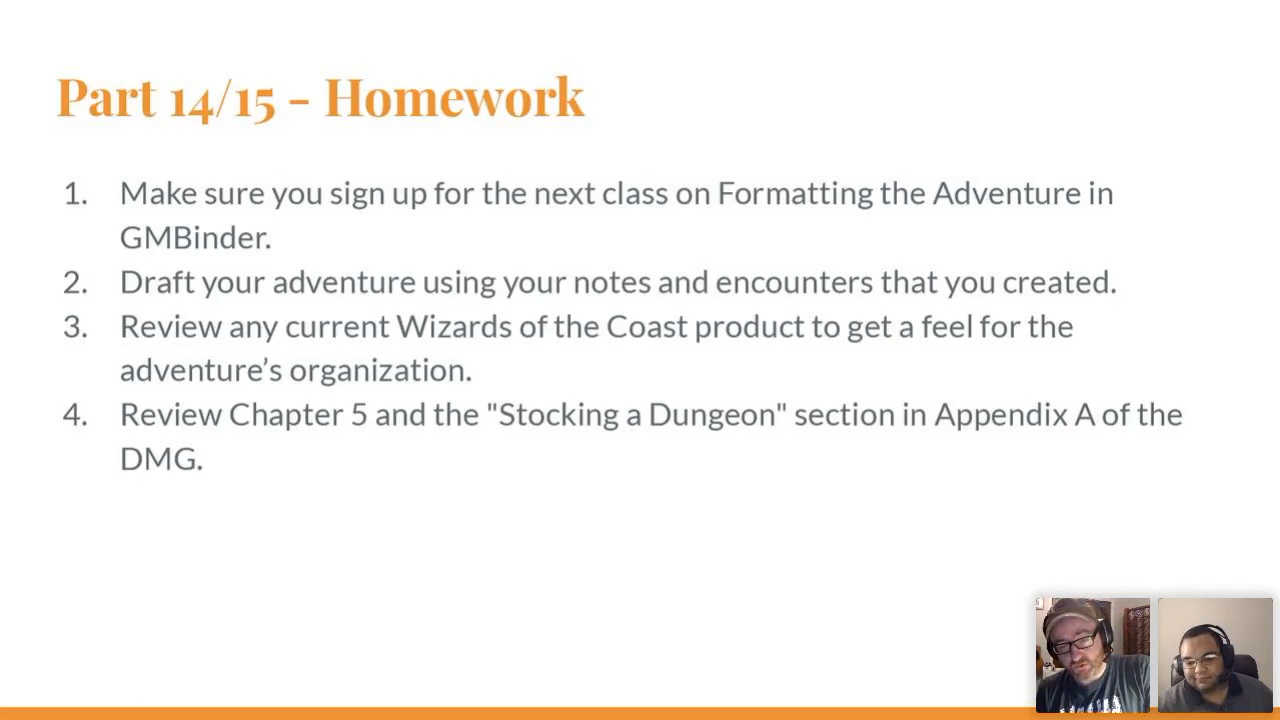 Part 14/15 - Homework
1. Make sure you sign up for the next class on Formatting the Adventure in
GMBinder.
2. Draft your adventure using your notes and encounters that you created.
3. Review any current Wizards of the Coast product to get a feel for the
adventure’s organization.
4. Review Chapter 5 and the "Stocking a Dungeon" section in Appendix A of the
DMG.